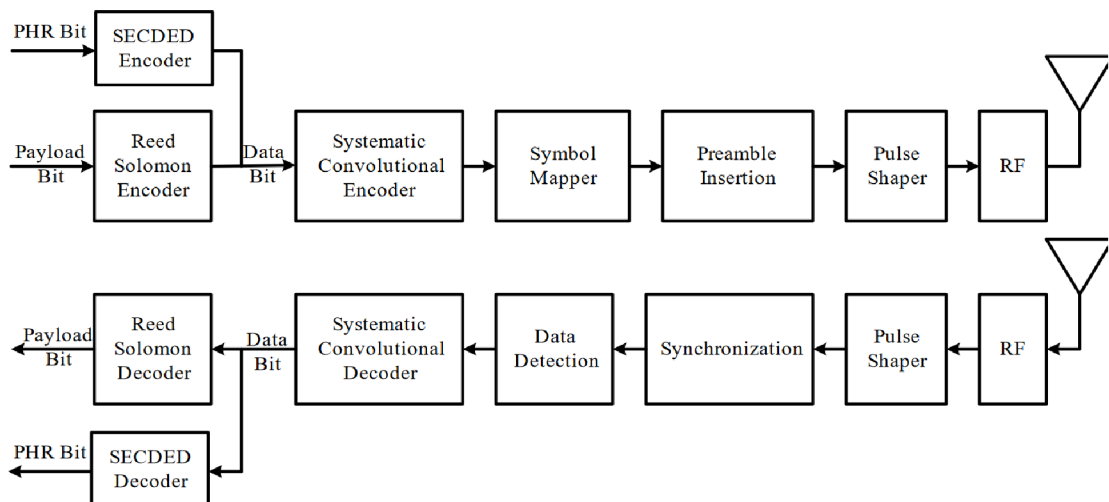 PHR Bit
SECDED
Encoder
Payload
Bit
Reed
Solomon
Encoder
Data
Bit
Systematic
Convolutional
Encoder
Symbol
Mapper
Preamble
Insertion
Pulse
Shaper
RF
Payload
Bit
Reed
Solomon
Decoder
Data
Bit
Systematic
Convolutional
Decoder
Data
Detection
Synchronization
Pulse
Shaper
RF
PHR Bit
SECDED
Decoder